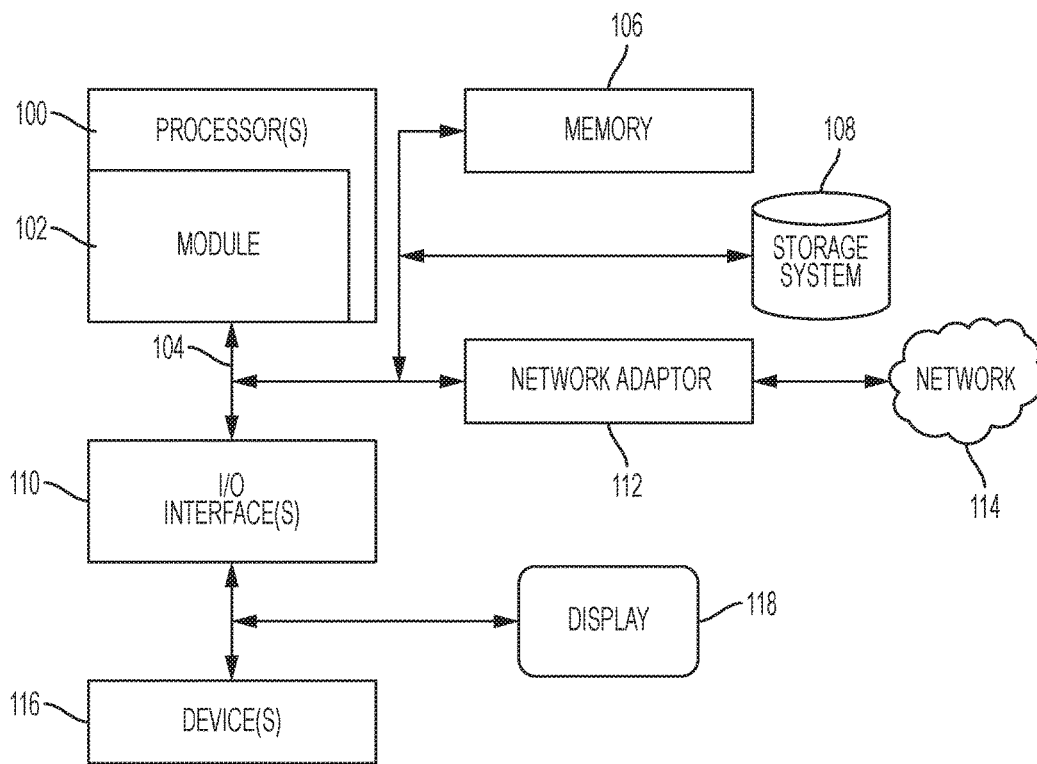 106
100
PROCESSOR(S)
MEMORY
108
102
MODULE
STORAGE
SYSTEM
104
NETWORK ADAPTOR
NETWORK
110
I/O
INTERFACE(S)
112
114
DISPLAY
118
116
DEVICE(S)